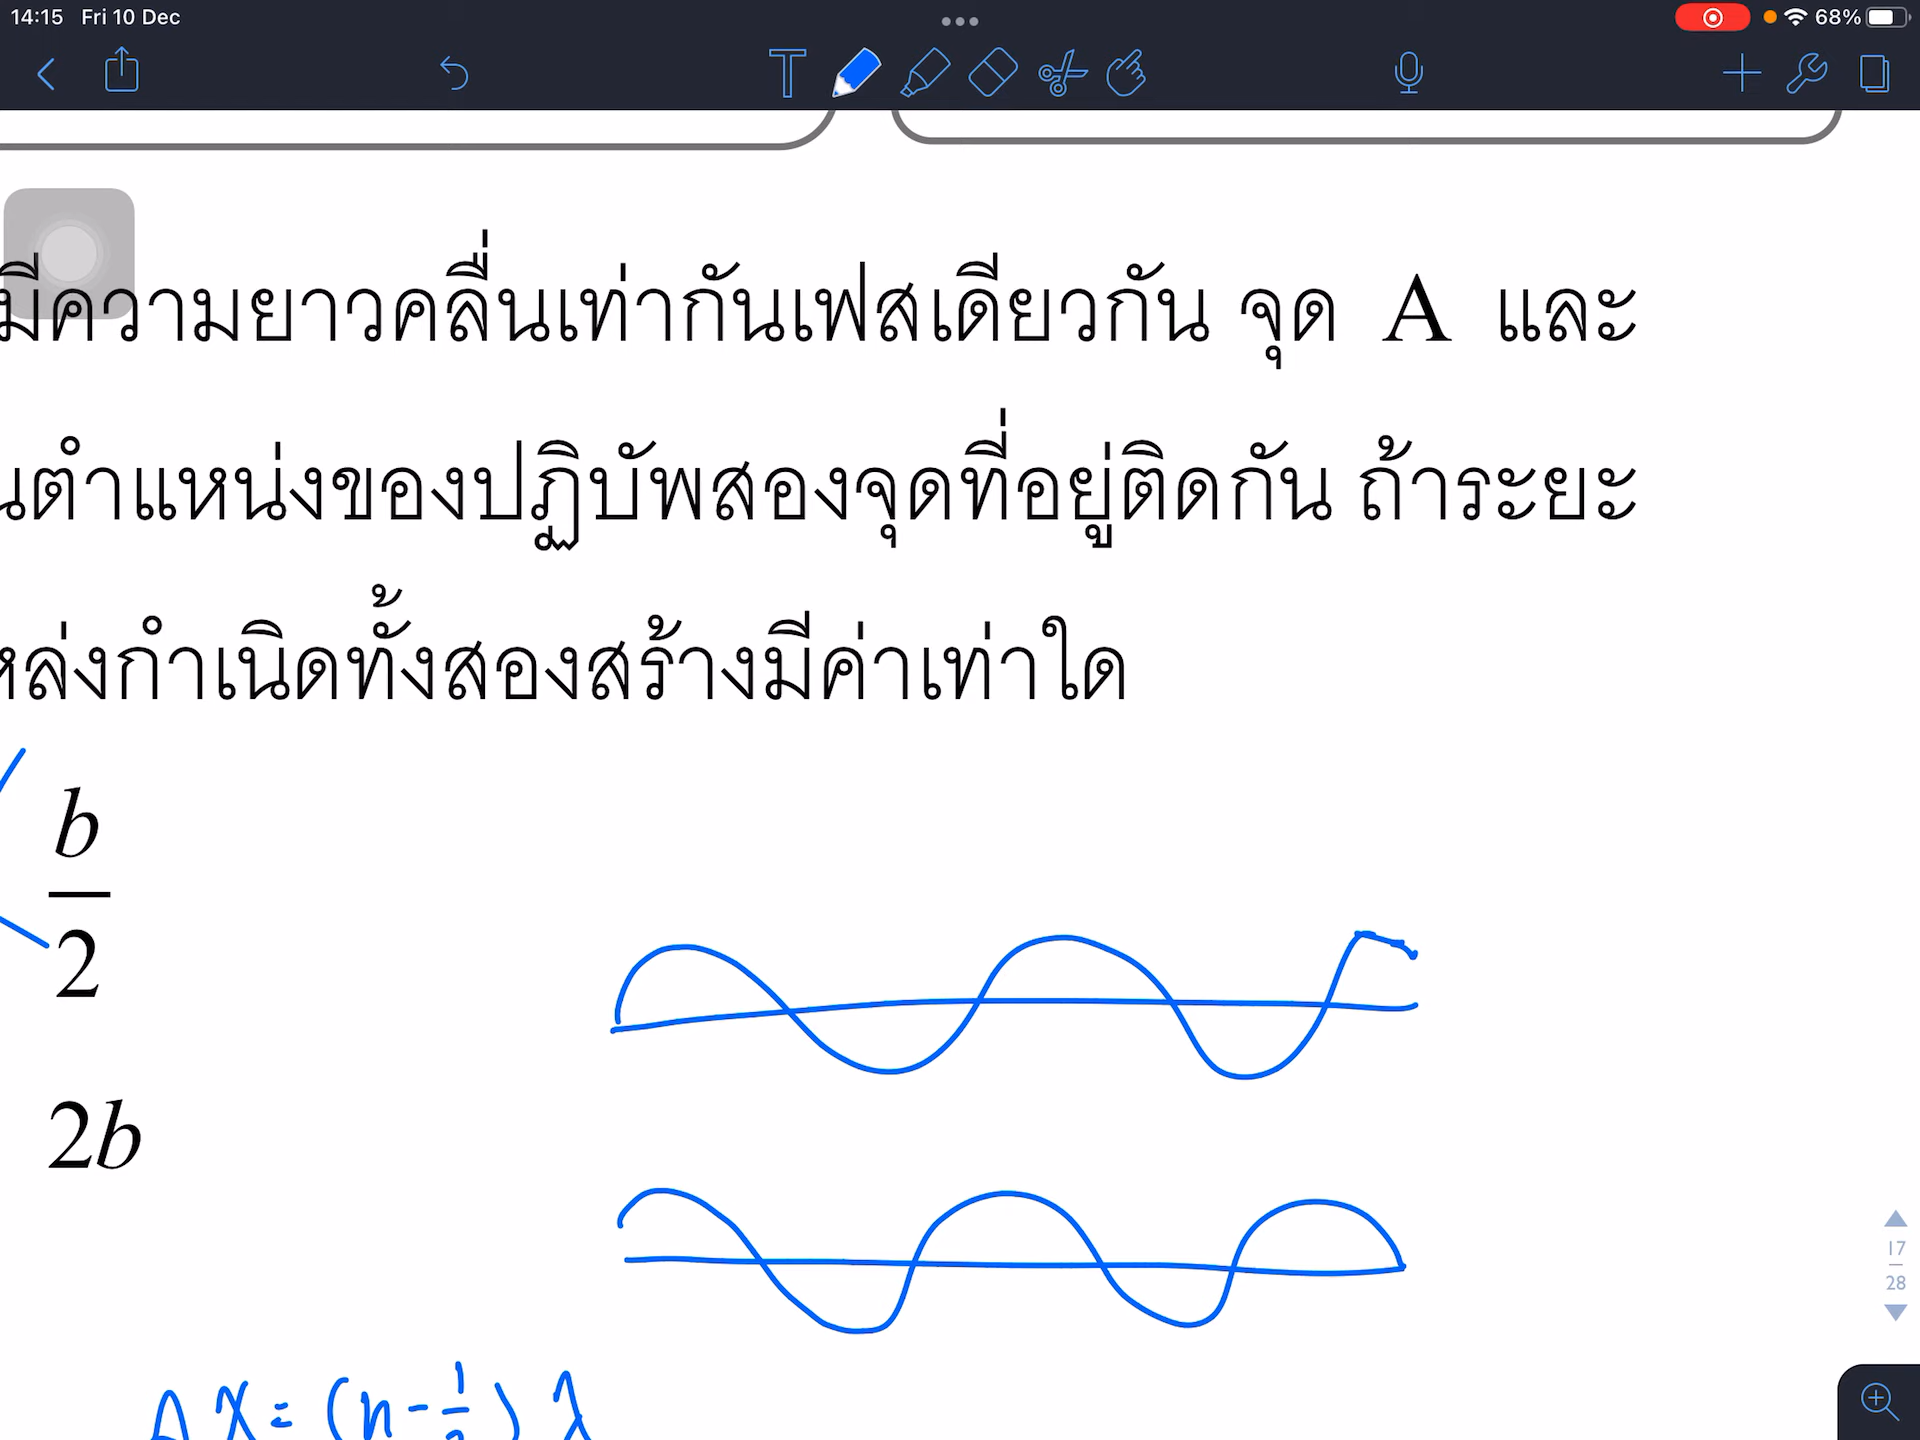 14:15 Fri 10 Dec
68%
มีความยาวคลื่นเท่ากันเฟสเดียวกัน จุด A และ
นตำแหน่งของปฏิบัพสองจุดที่อยู่ติดกัน ถ้าระยะ
หล่งกำเนิดทั้งสองสร้างมีค่าเท่าใด
b
2
2b
17
28
ΔX = (n - 1/2) λ